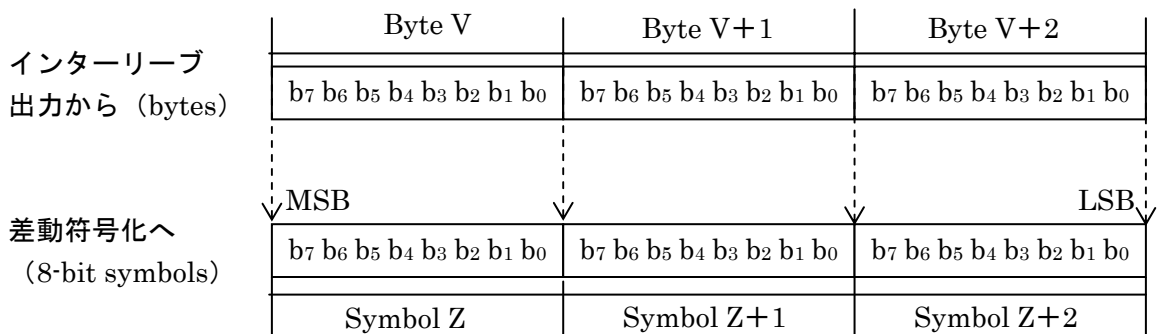 Byte V Byte V+1 Byte V+2
インターリーブ
出力から（bytes）
b7 b6 b5 b4 b3 b2 b1 b0 b7 b6 b5 b4 b3 b2 b1 b0 b7 b6 b5 b4 b3 b2 b1 b0
MSB LSB
差動符号化へ
（8-bit symbols）
b7 b6 b5 b4 b3 b2 b1 b0 b7 b6 b5 b4 b3 b2 b1 b0 b7 b6 b5 b4 b3 b2 b1 b0
Symbol Z Symbol Z+1 Symbol Z+2